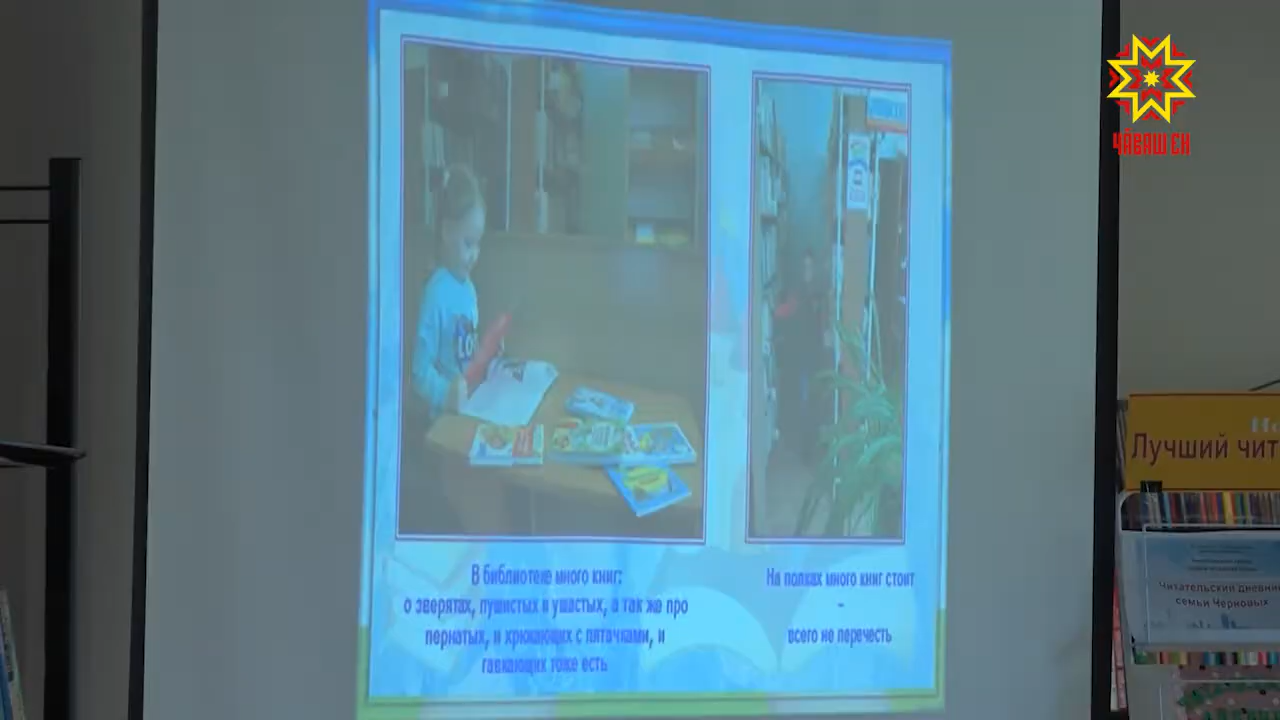 ЧӐВАШ ЕН
В библиотеке много книг:
о зверятах, пушистых и ушастых, а так же про
пернатых, и хрюкающих с пятачками, и
гавкающих тоже есть
На полках много книг стоит
-
всего не перечесть
Лучший чит
Читательский дневник
семьи Черновых